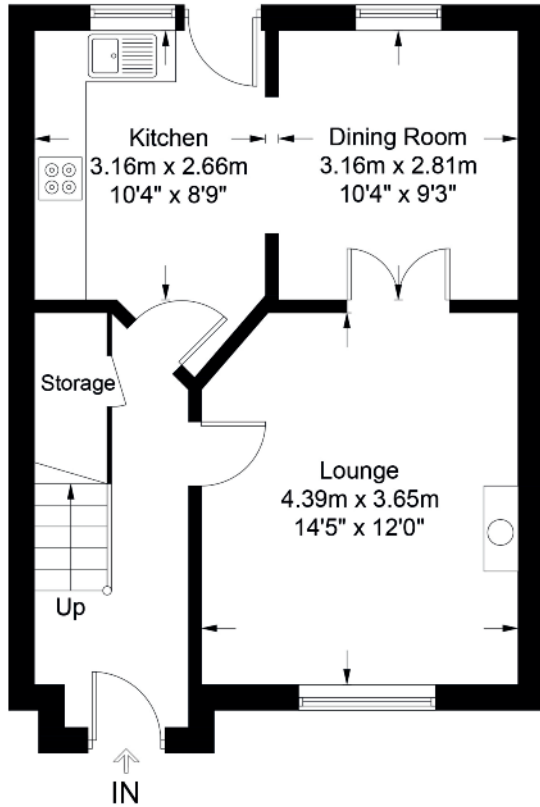 Kitchen
3.16m x 2.66m
10'4" x 8'9"
Dining Room
3.16m x 2.81m
10'4" x 9'3"
Storage
Lounge
4.39m x 3.65m
14'5" x 12'0"
Up
IN